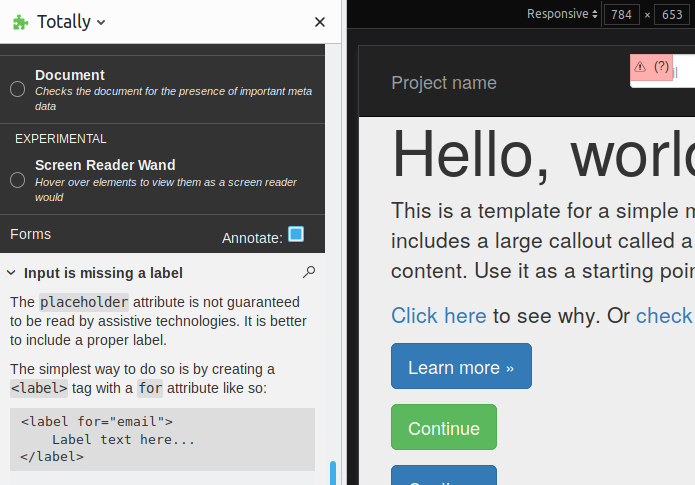 Totally
Document
Checks the document for the presence of important meta
data
EXPERIMENTAL
Screen Reader Wand
Hover over elements to view them as a screen reader
would
Forms
Annotate:
Input is missing a label
The placeholder attribute is not guaranteed
to be read by assistive technologies. It is better
to include a proper label.
The simplest way to do so is by creating a
<label> tag with a for attribute like so:
<label for="email">
Label text here...
</label>
Responsive 784 × 653
Project name
(?)
Hello, worl
This is a template for a simple
includes a large callout called a
content. Use it as a starting
Click here to see why. Or check
Learn more »
Continue